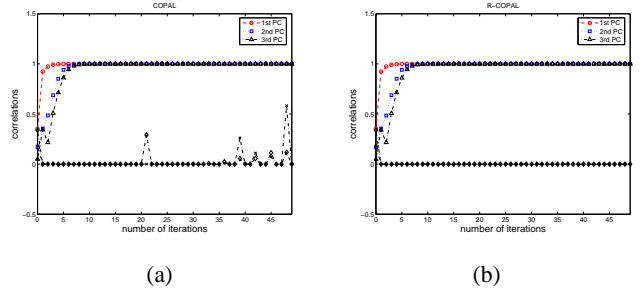 COPAL
1st PC
2nd PC
3rd PC
correlations
1.5
1
0.5
0
−0.5
0 5 10 15 20 25 30 35 40 45
number of iterations
(a)
R-COPAL
1st PC
2nd PC
3rd PC
correlations
1.5
1
0.5
0
−0.5
0 5 10 15 20 25 30 35 40 45
number of iterations
(b)